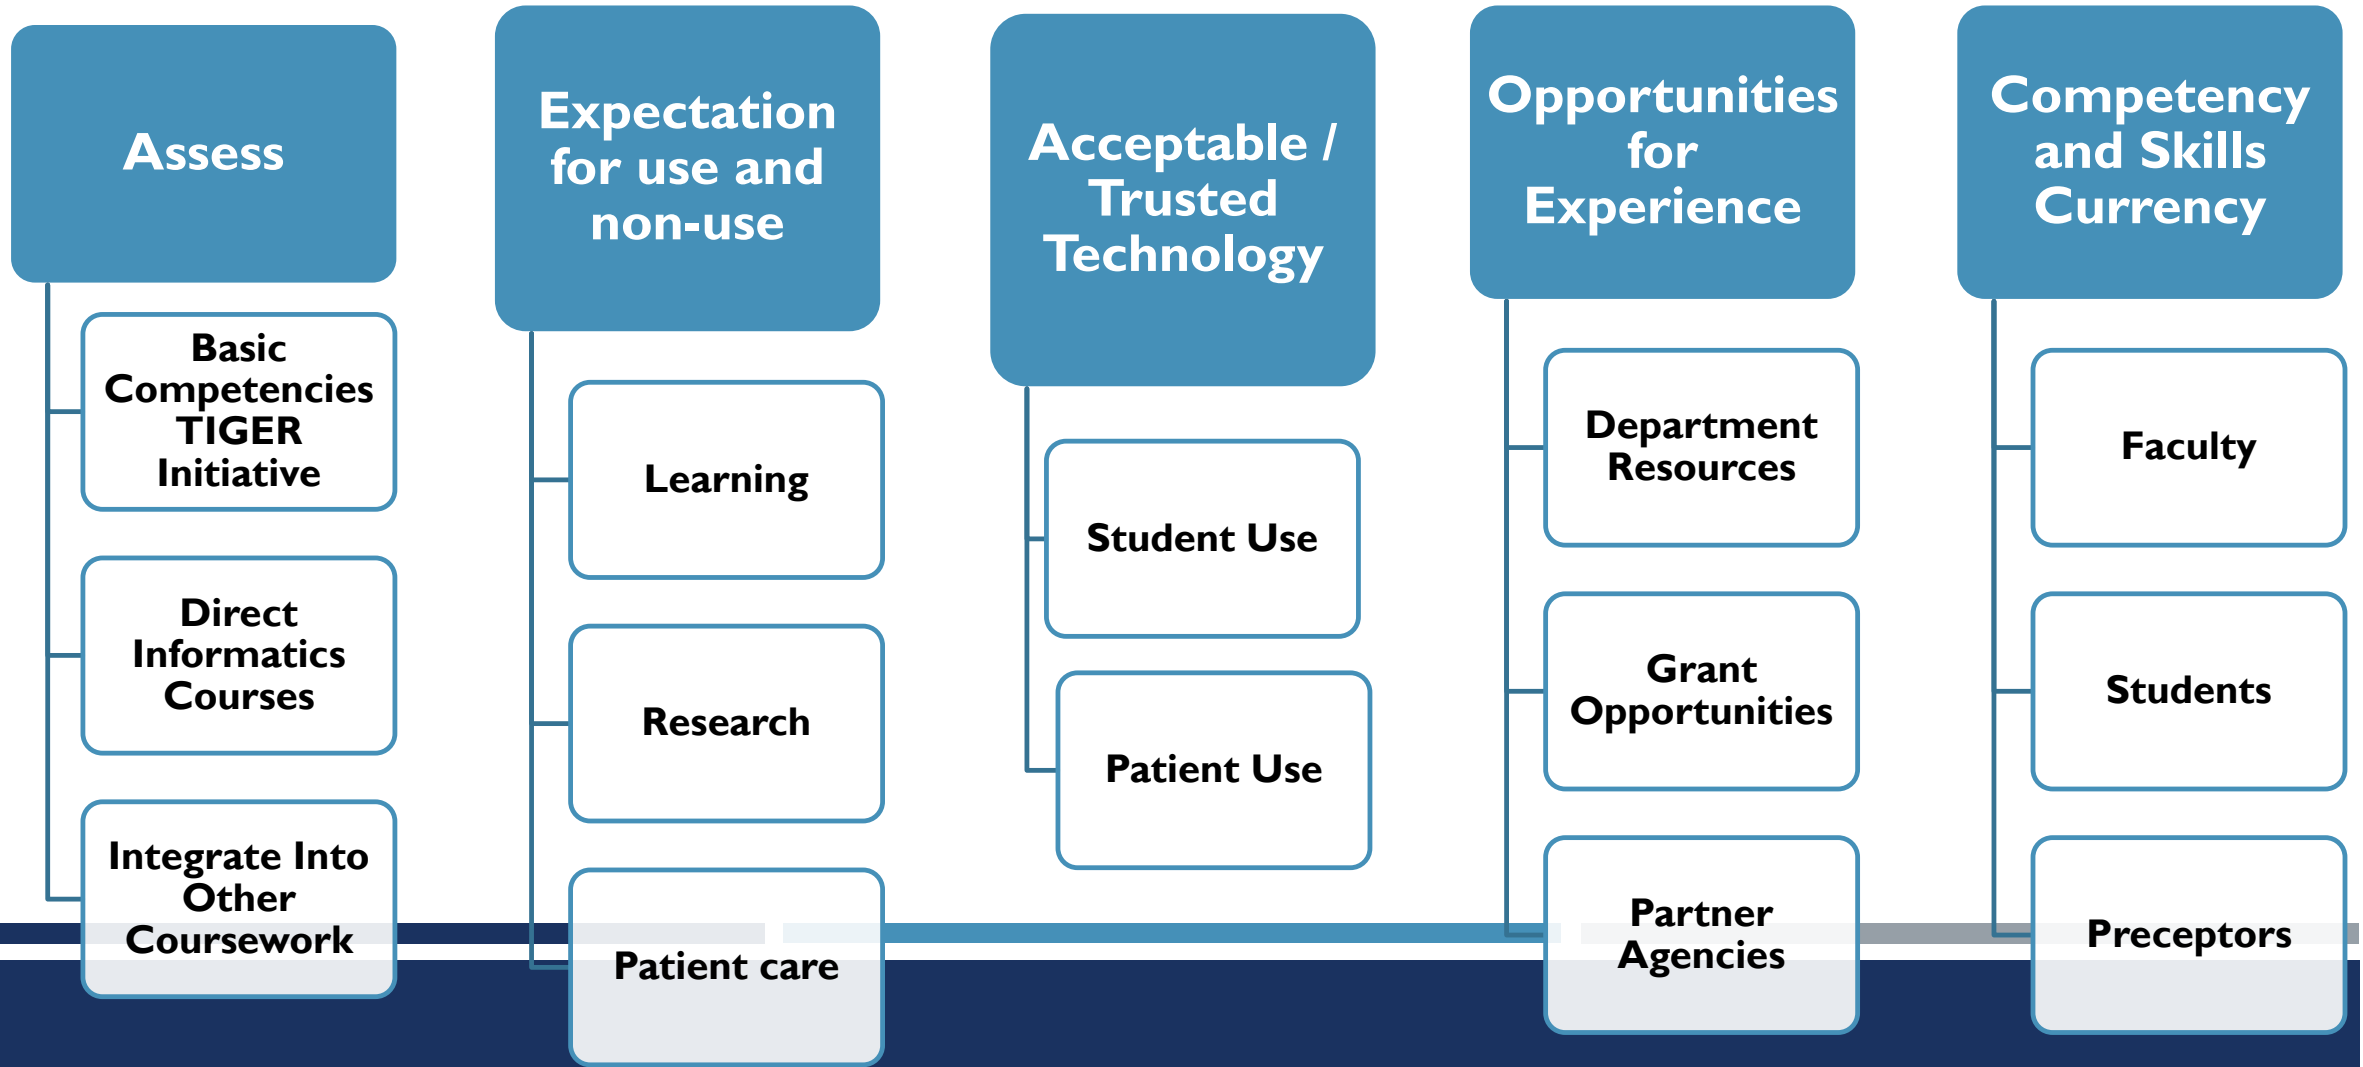 Assess
Basic
Competencies
TIGER
Initiative
Direct
Informatics
Courses
Integrate Into
Other
Coursework
Expectation
for use and
non-use
Learning
Research
Patient care
Acceptable /
Trusted
Technology
Student Use
Patient Use
Opportunities
for
Experience
Department
Resources
Grant
Opportunities
Partner
Agencies
Competency
and Skills
Currency
Faculty
Students
Preceptors